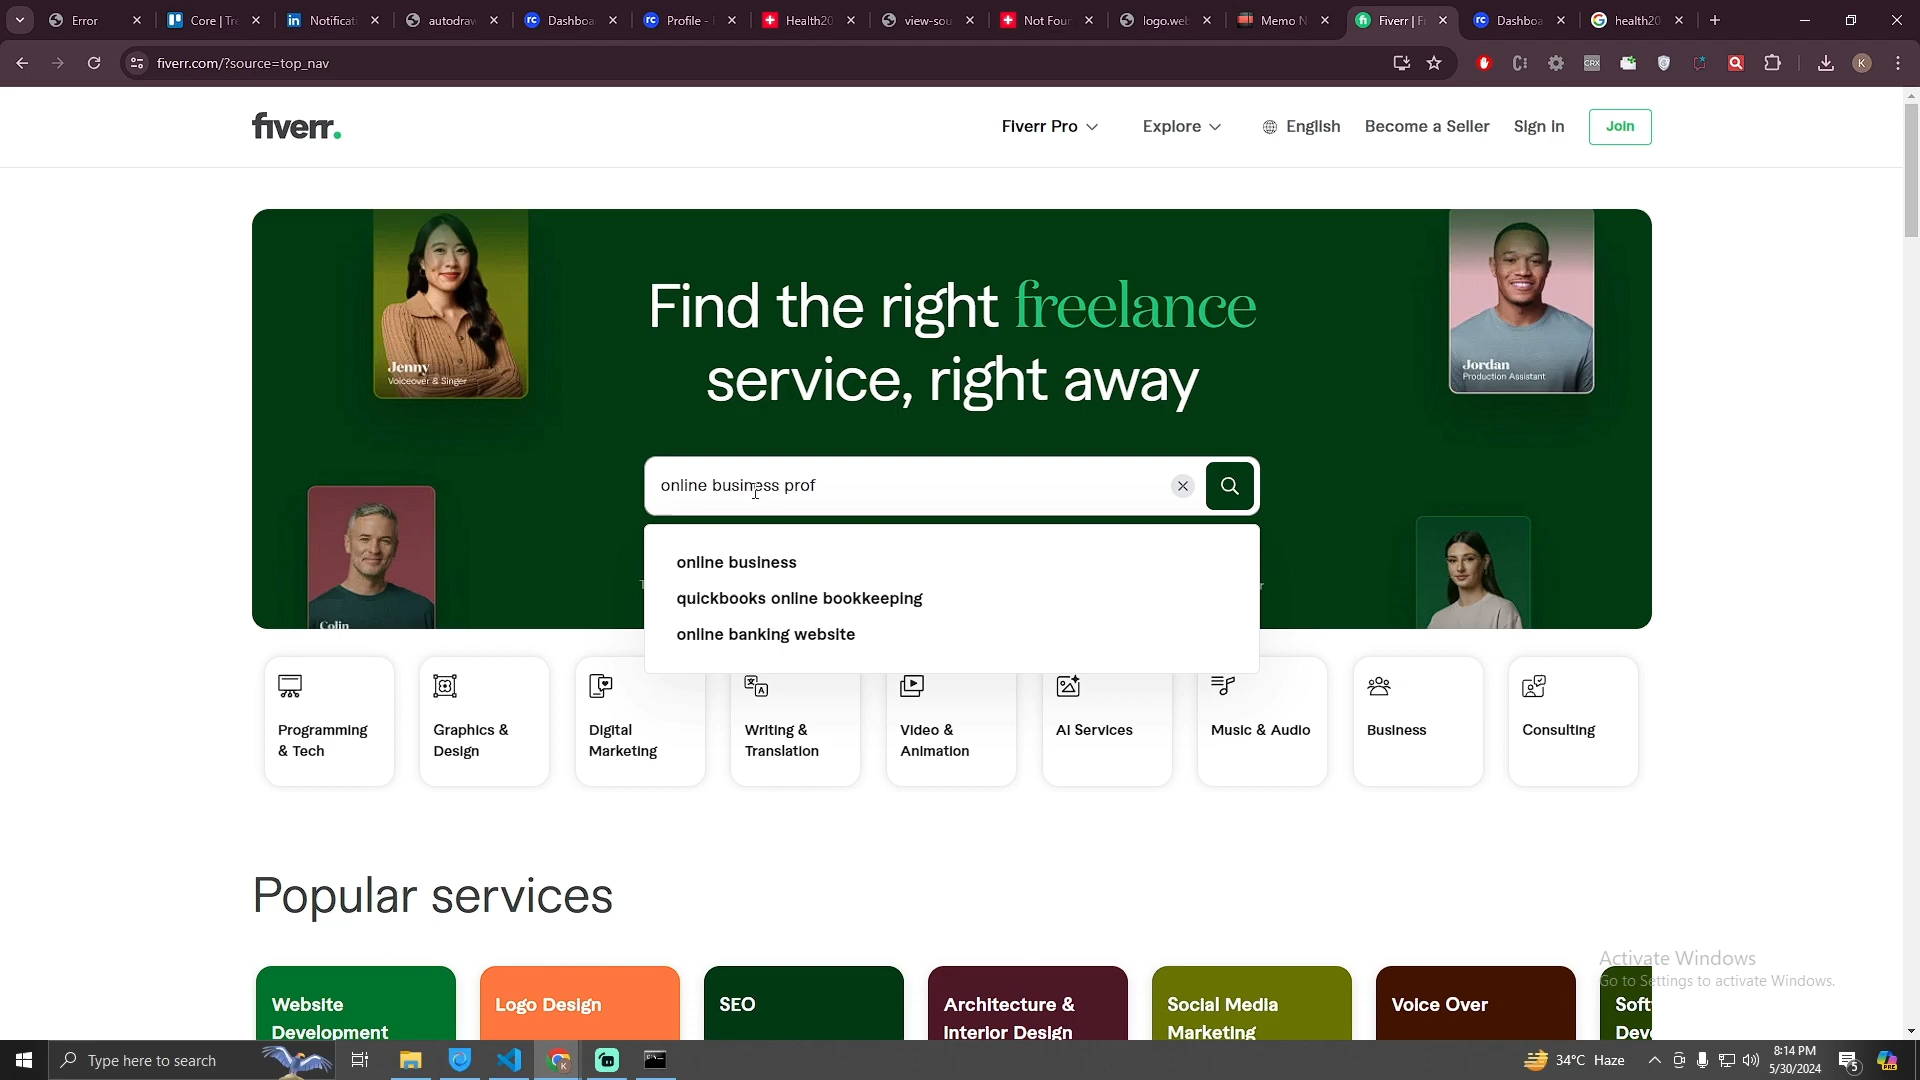 Error
Core | Tr
Notificati
autodraw
Dashboa
Profile -
Health20
view-sou
Not Foun
logo.web
Memo N
Fiverr | F
Dashboa
health20
fiverr.com/?source=top_nav
CRX
K
fiverr.
Fiverr Pro
Explore
English
Become a Seller
Sign in
Join
Jenny
Voiceover & Singer
Jordan
Production Assistant
Find the right freelance
service, right away
online business prof
online business
quickbooks online bookkeeping
online banking website
Colin
Programming
& Tech
Graphics &
Design
Digital
Marketing
Writing &
Translation
Video &
Animation
AI Services
Music & Audio
Business
Consulting
Popular services
Website
Development
Logo Design
SEO
Architecture &
Interior Design
Social Media
Marketing
Voice Over
Soft
Deve
Activate Windows
Go to Settings to activate Windows.
Type here to search
34°C Haze
8:14 PM
5/30/2024
5